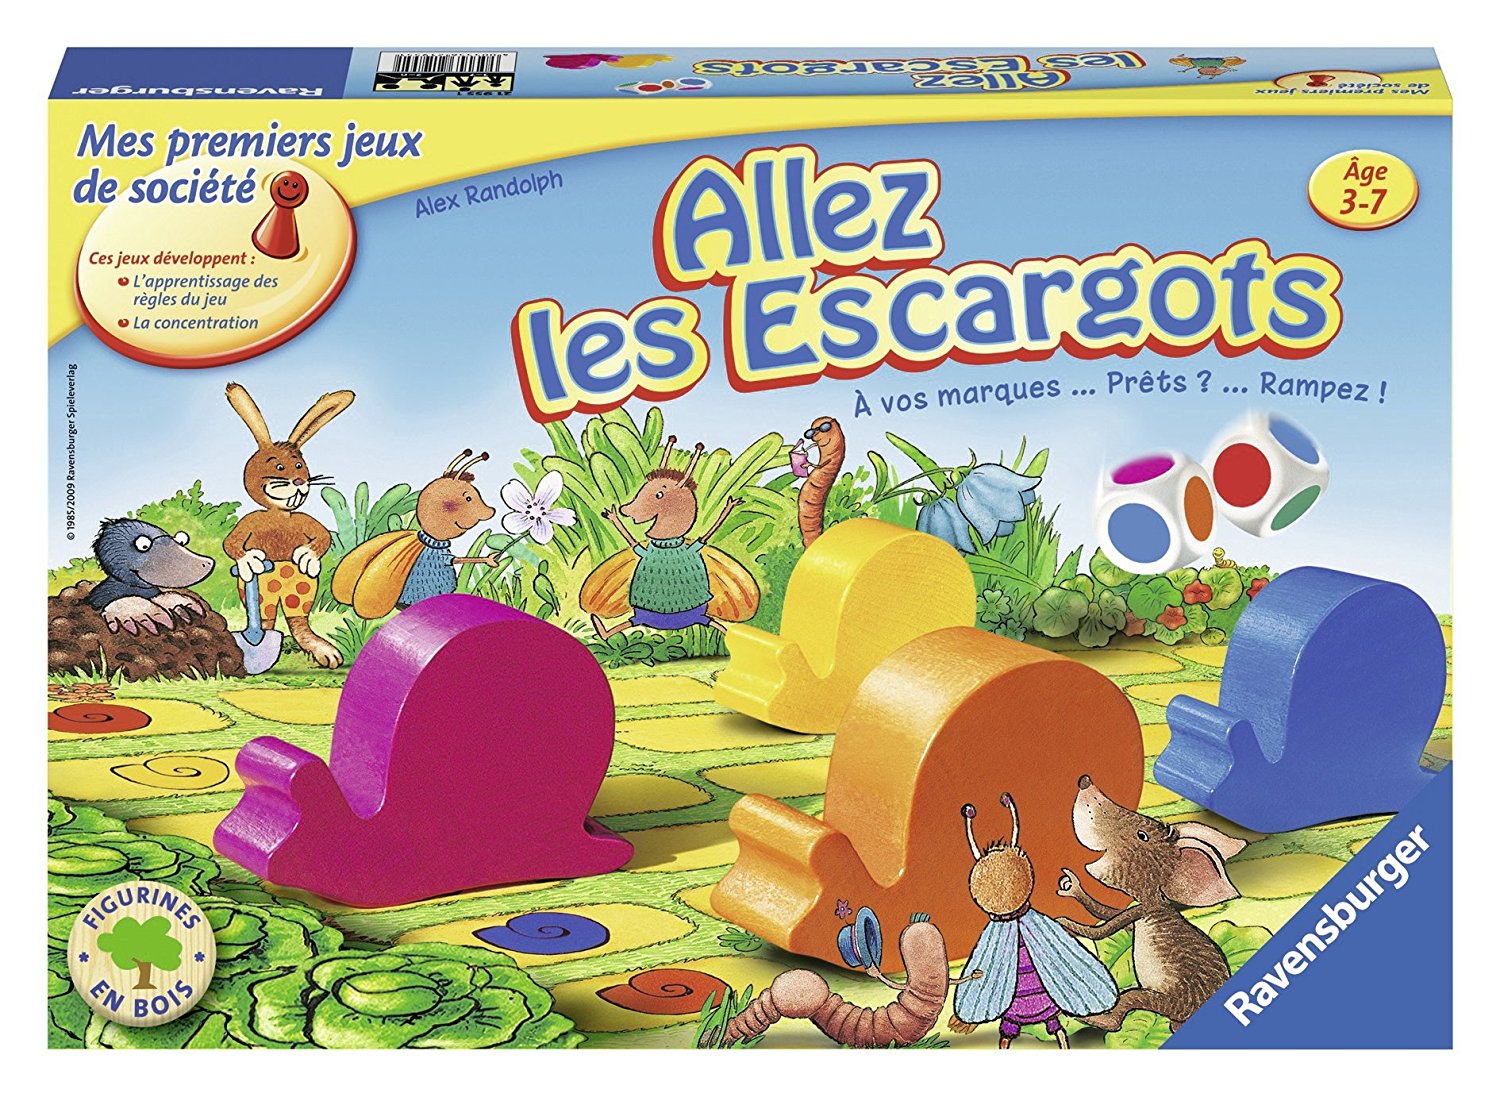 Ravensburger
Allez
les Escargots
Mes premiers jeux
de société
Mes premiers jeux
de société
Ces jeux développent :
• L'apprentissage des
règles du jeu
• La concentration
Alex Randolph
Allez
les Escargots
À vos marques ... Prêts ? ... Rampez !
Âge
3-7
© 1985/2009 Ravensburger Spieleverlag
FIGURINES
EN BOIS
Ravensburger